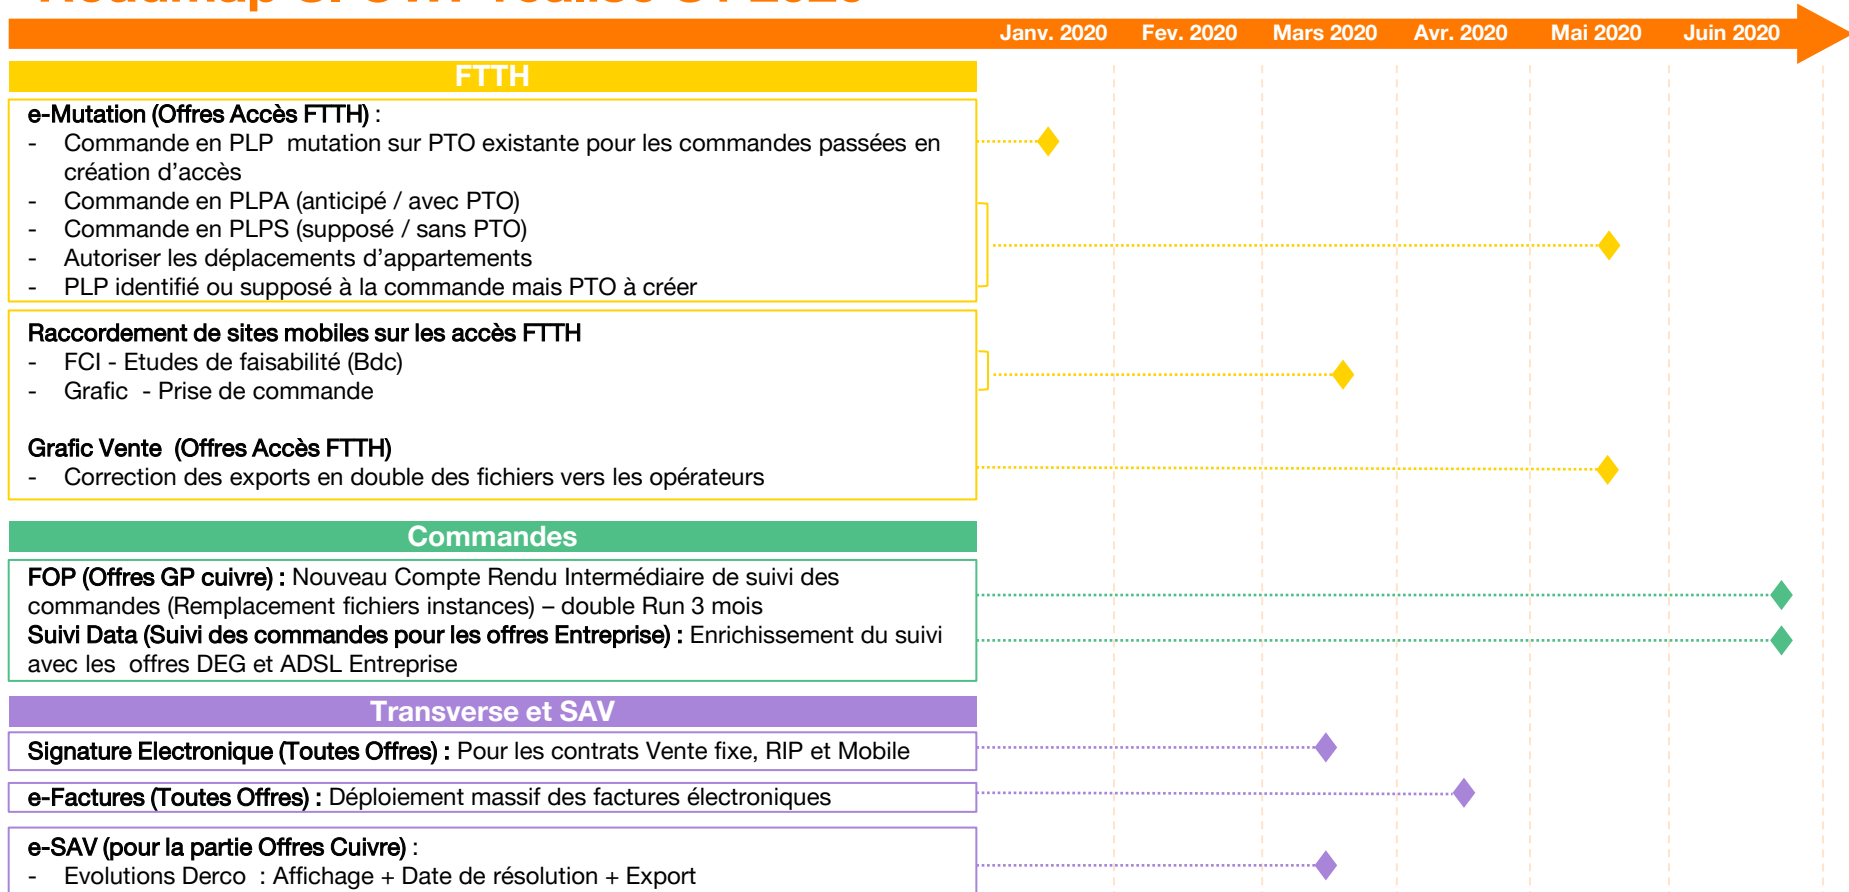 Roadmap
Janv. 2020 Fev. 2020 Mars 2020 Avr. 2020 Mai 2020 Juin 2020
FTTH
e-Mutation (Offres Accès FTTH) :
- Commande en PLP mutation sur PTO existante pour les commandes passées en
création d’accès
- Commande en PLPA (anticipé / avec PTO)
- Commande en PLPS (supposé / sans PTO)
- Autoriser les déplacements d’appartements
- PLP identifié ou supposé à la commande mais PTO à créer
Raccordement de sites mobiles sur les accès FTTH
- FCI - Etudes de faisabilité (Bdc)
- Grafic - Prise de commande
Grafic Vente (Offres Accès FTTH)
- Correction des exports en double des fichiers vers les opérateurs
Commandes
FOP (Offres GP cuivre) : Nouveau Compte Rendu Intermédiaire de suivi des
commandes (Remplacement fichiers instances) – double Run 3 mois
Suivi Data (Suivi des commandes pour les offres Entreprise) : Enrichissement du suivi
avec les offres DEG et ADSL Entreprise
Transverse et SAV
Signature Electronique (Toutes Offres) : Pour les contrats Vente fixe, RIP et Mobile
e-Factures (Toutes Offres) : Déploiement massif des factures électroniques
e-SAV (pour la partie Offres Cuivre) :
- Evolutions Derco : Affichage + Date de résolution + Export